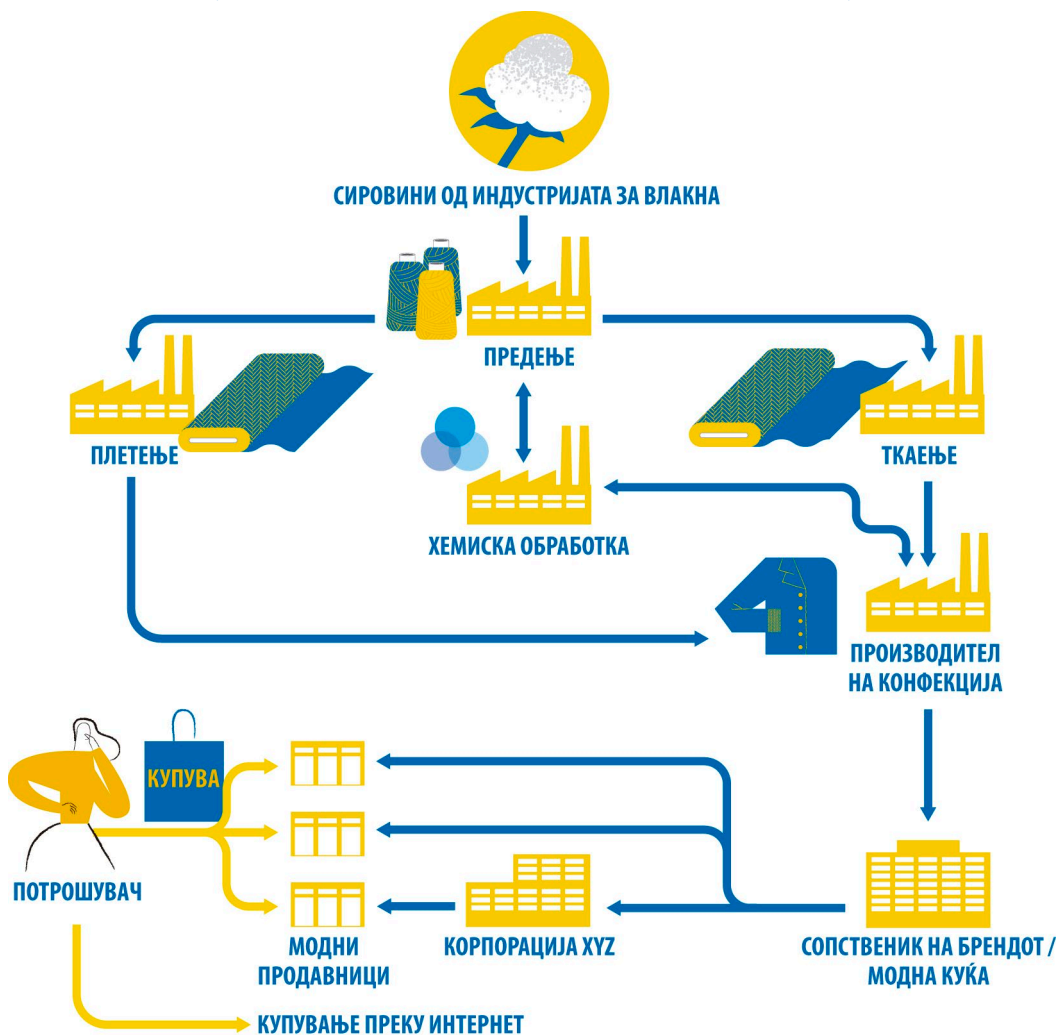 СИРОВИНИ ОД ИНДУСТРИЈАТА ЗА ВЛАКНА
ПРЕДЕЊЕ
ПЛЕТЕЊЕ
ТКАЕЊЕ
ХЕМИСКА ОБРАБОТКА
ПРОИЗВОДИТЕЛ
НА КОНФЕКЦИЈА
КУПУВА
ПОТРОШУВАЧ
МОДНИ
ПРОДАВНИЦИ
КОРПОРАЦИЈА XYZ
СОПСТВЕНИК НА БРЕНДОТ /
МОДНА КУЌА
КУПУВАЊЕ ПРЕКУ ИНТЕРНЕТ